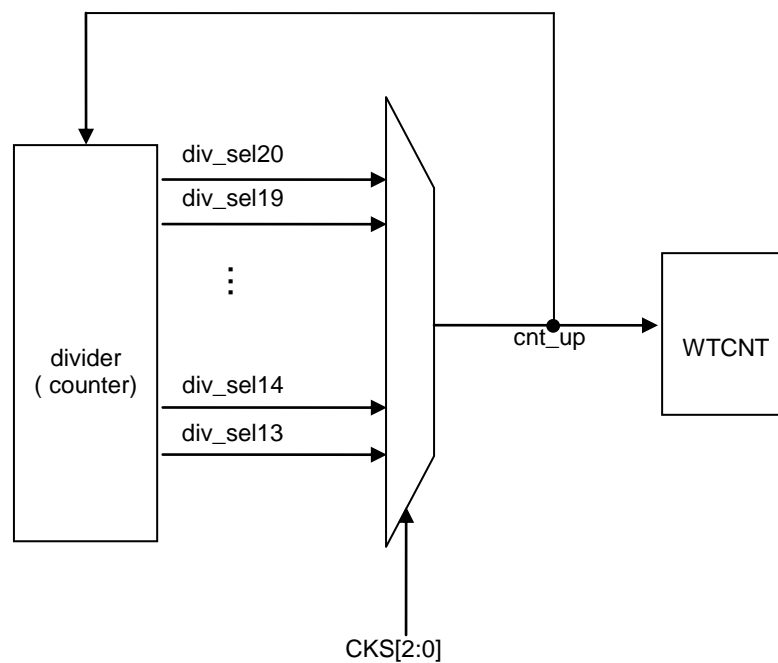 div_sel20
div_sel19
⋮
divider
( counter)
div_sel14
div_sel13
cnt_up
WTCNT
CKS[2:0]